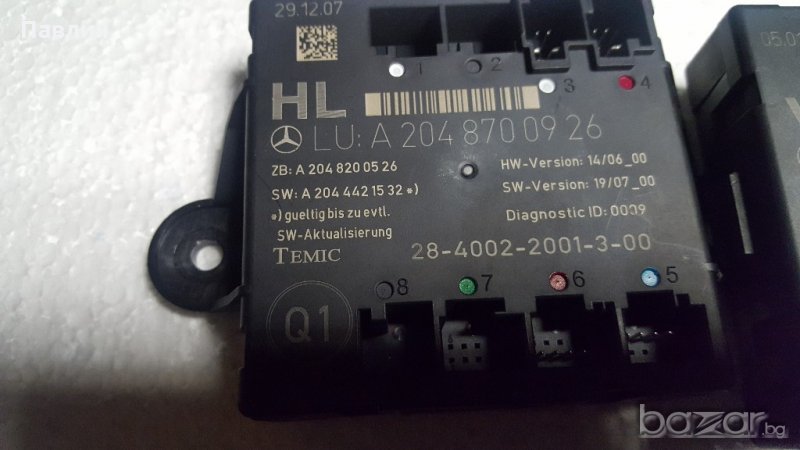 29.12.07
1
2
3
4
HL
LU: A 204 870 09 26
ZB: A 204 820 05 26
SW: A 204 442 15 32 *)
*) gueltig bis zu evtl.
SW-Aktualisierung
HW-Version: 14/06_00
SW-Version: 19/07_00
Diagnostic ID: 0009
TEMIC
28-4002-2001-3-00
8
7
6
5
Q1
05.01
bazar.bg